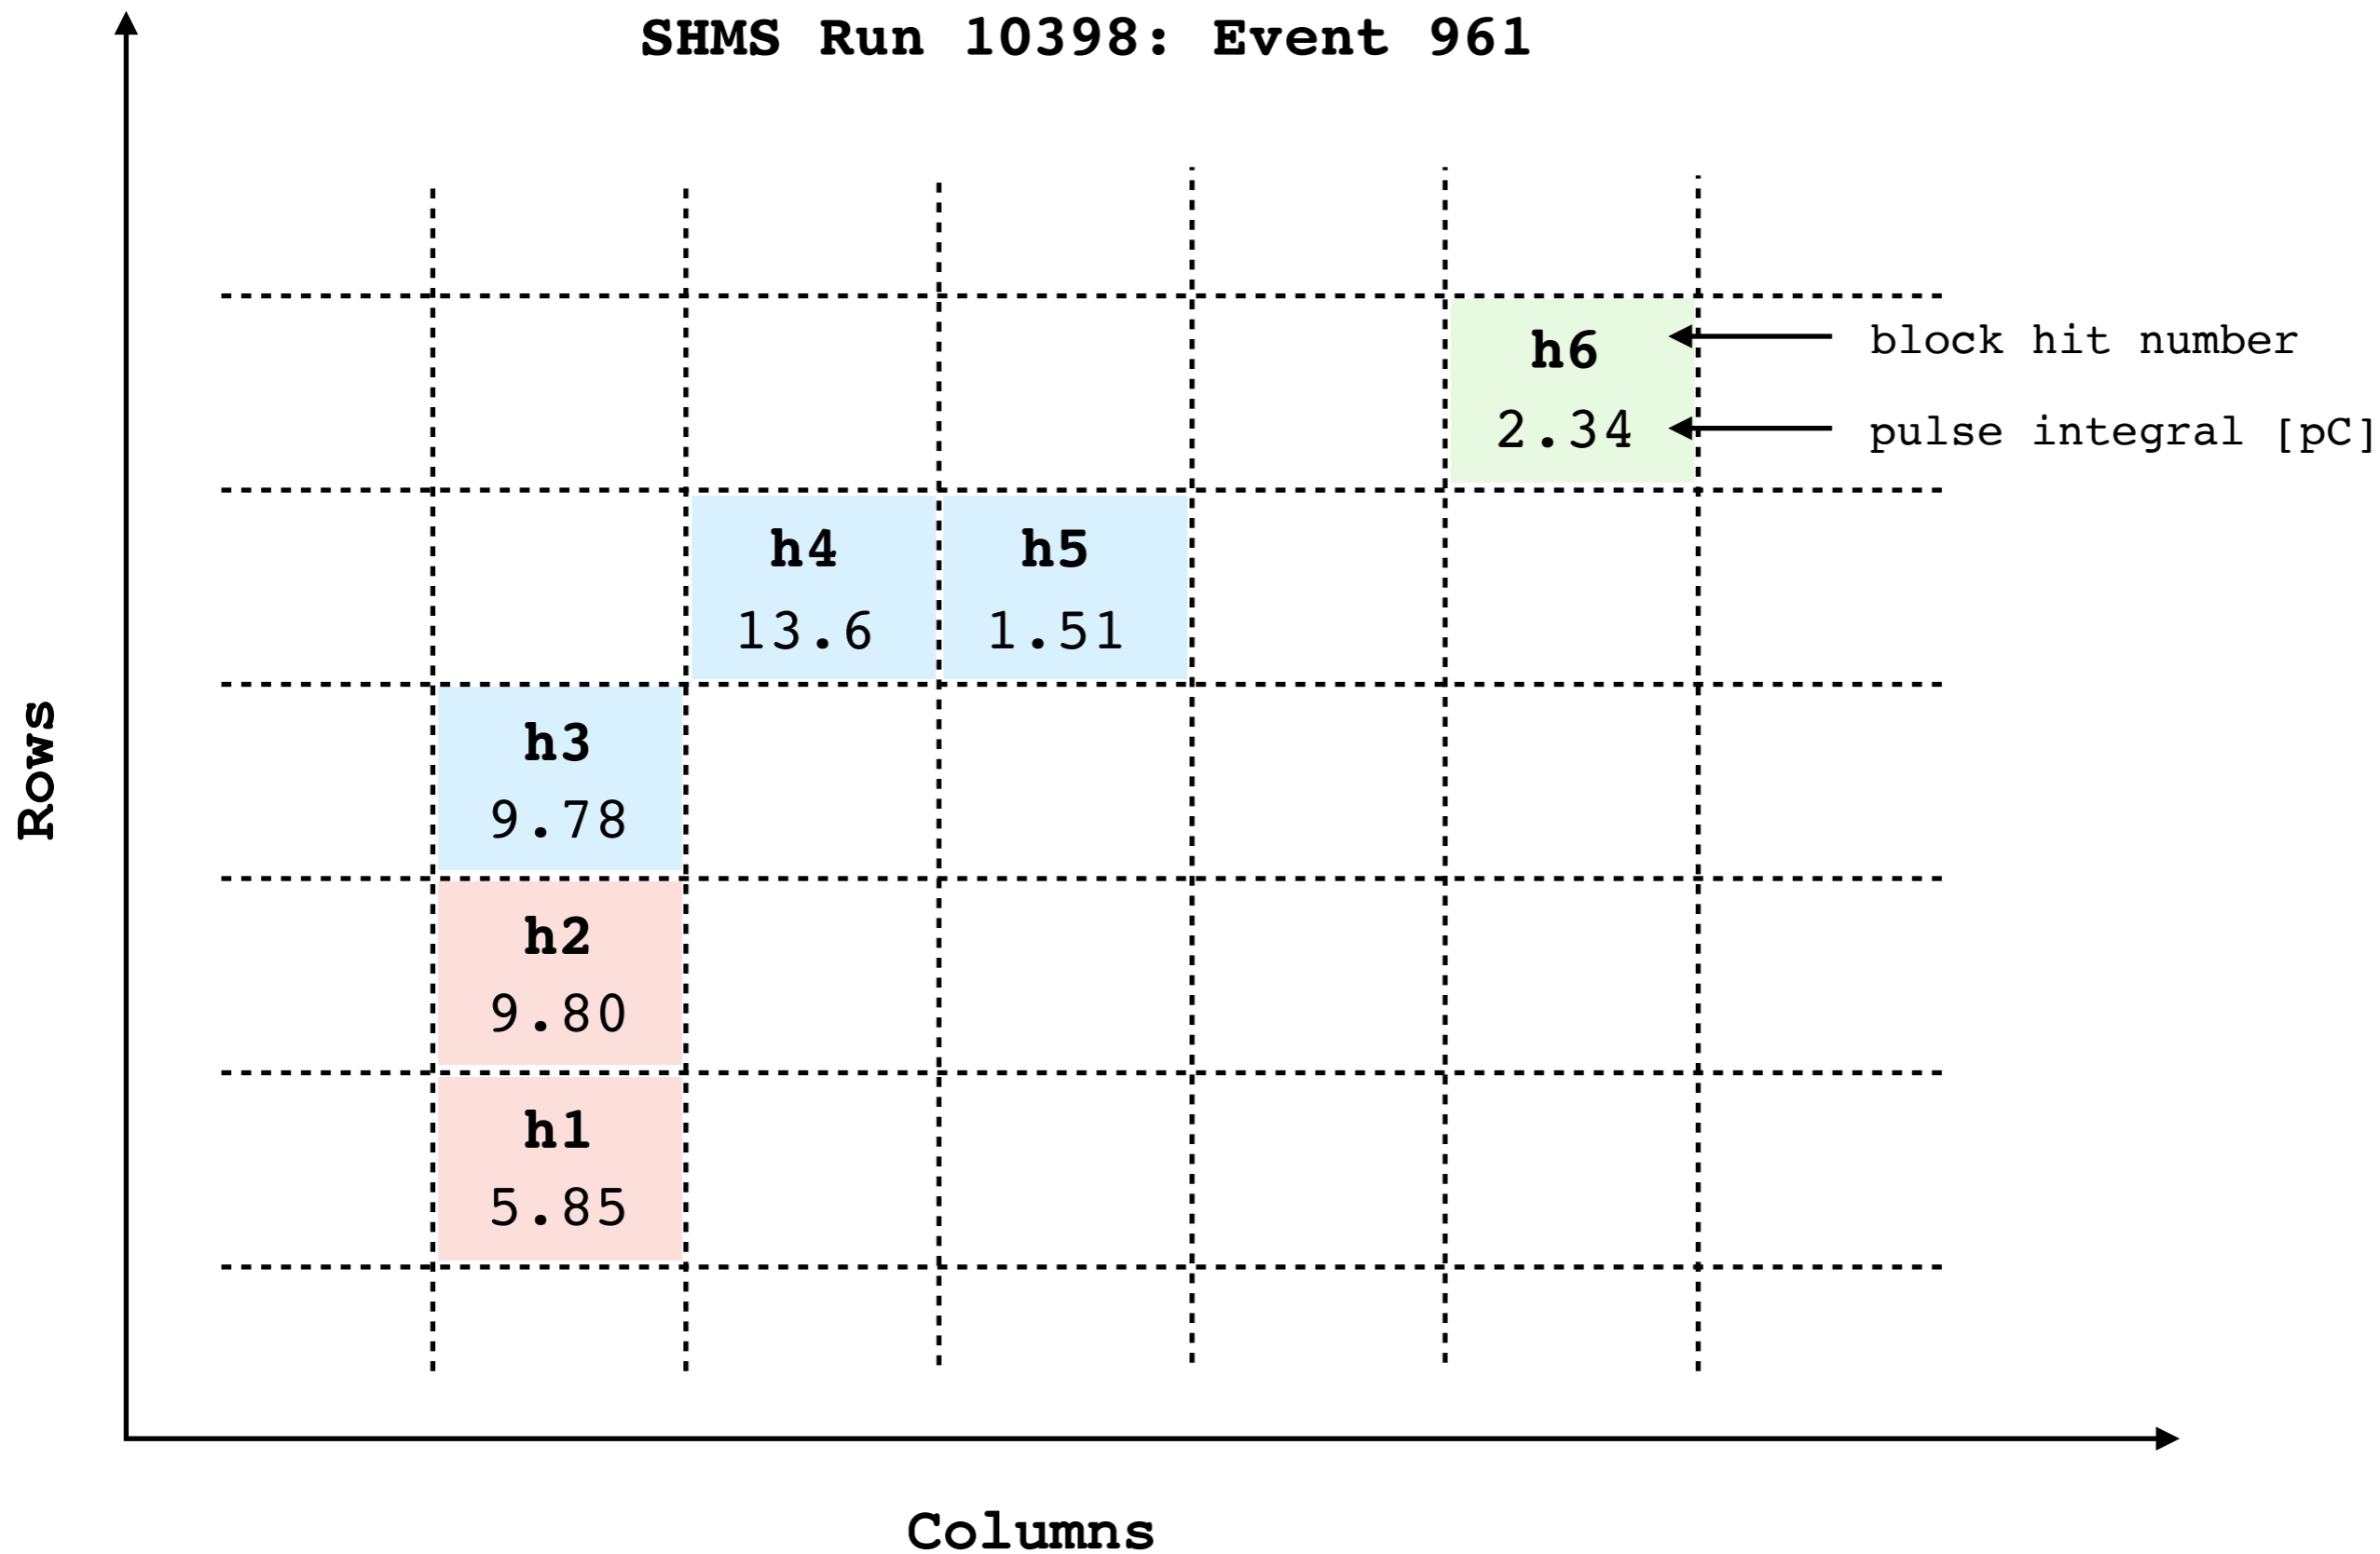 SHMS Run 10398: Event 961
h6
2.34
block hit number
pulse integral [pC]
h4
13.6
h5
1.51
h3
9.78
h2
9.80
h1
5.85
Rows
Columns